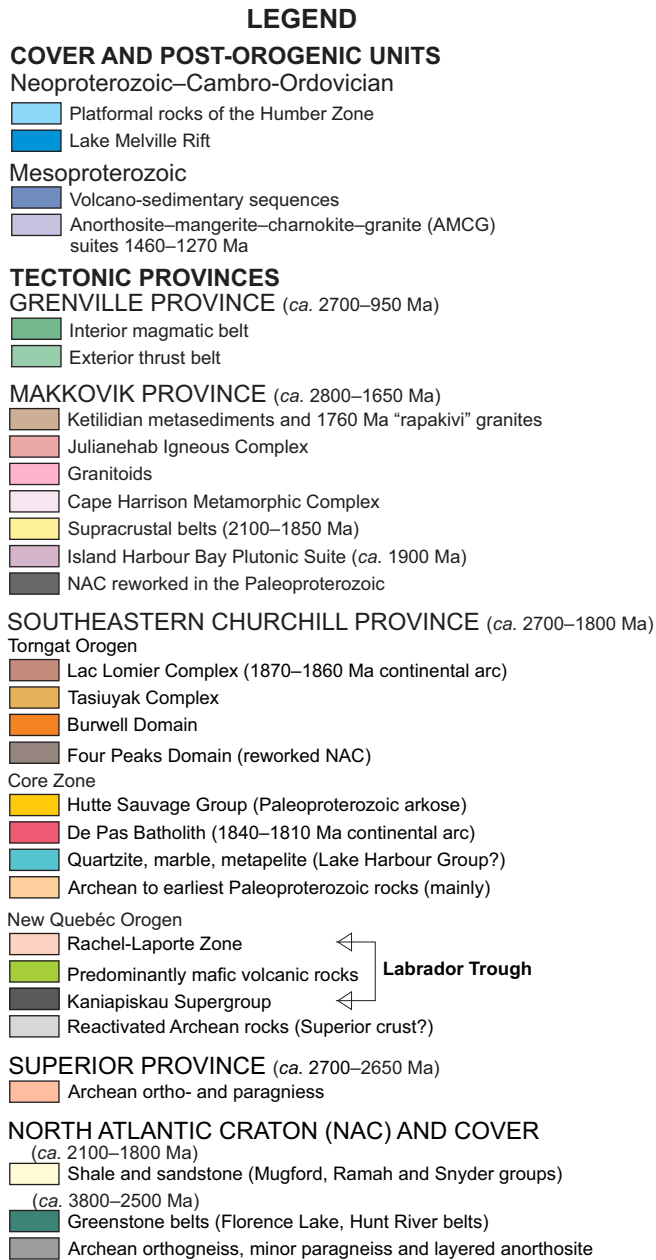 LEGEND
COVER AND POST-OROGENIC UNITS
Neoproterozoic–Cambro-Ordovician
Platformal rocks of the Humber Zone
Lake Melville Rift
Mesoproterozoic
Volcano-sedimentary sequences
Anorthosite–mangerite–charnokite–granite (AMCG)
suites 1460–1270 Ma
TECTONIC PROVINCES
GRENVILLE PROVINCE (ca. 2700–950 Ma)
Interior magmatic belt
Exterior thrust belt
MAKKOVIK PROVINCE (ca. 2800–1650 Ma)
Ketilidian metasediments and 1760 Ma “rapakivi” granites
Julianehab Igneous Complex
Granitoids
Cape Harrison Metamorphic Complex
Supracrustal belts (2100–1850 Ma)
Island Harbour Bay Plutonic Suite (ca. 1900 Ma)
NAC reworked in the Paleoproterozoic
SOUTHEASTERN CHURCHILL PROVINCE (ca. 2700–1800 Ma)
Torngat Orogen
Lac Lomier Complex (1870–1860 Ma continental arc)
Tasiuyak Complex
Burwell Domain
Four Peaks Domain (reworked NAC)
Core Zone
Hutte Sauvage Group (Paleoproterozoic arkose)
De Pas Batholith (1840–1810 Ma continental arc)
Quartzite, marble, metapelite (Lake Harbour Group?)
Archean to earliest Paleoproterozoic rocks (mainly)
New Quebéc Orogen
Rachel-Laporte Zone
Predominantly mafic volcanic rocks
Labrador Trough
Kaniapiskau Supergroup
Reactivated Archean rocks (Superior crust?)
SUPERIOR PROVINCE (ca. 2700–2650 Ma)
Archean ortho- and paragniess
NORTH ATLANTIC CRATON (NAC) AND COVER
(ca. 2100–1800 Ma)
Shale and sandstone (Mugford, Ramah and Snyder groups)
(ca. 3800–2500 Ma)
Greenstone belts (Florence Lake, Hunt River belts)
Archean orthogneiss, minor paragneiss and layered anorthosite